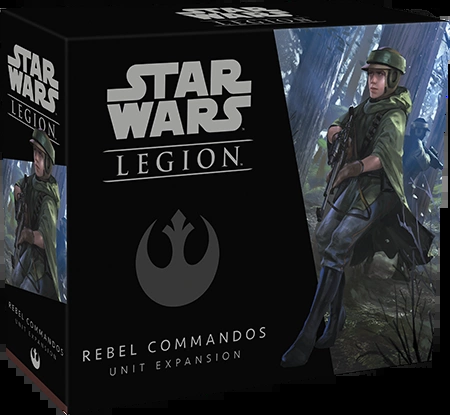 STAR
WARS
LEGION
REBEL COMMANDOS
UNIT EXPANSION
STAR
WARS
LEGION
REBEL COMMANDOS
UNIT EXPANSION